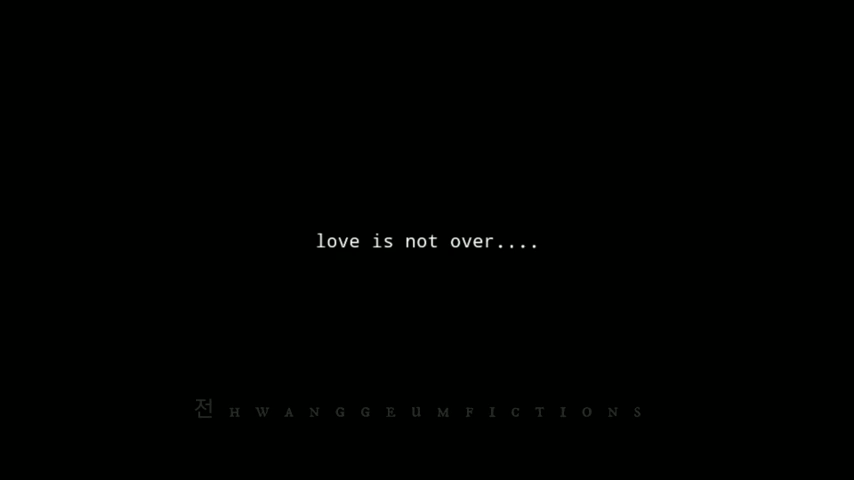 love is not over....
전 H W A N G G E U M F I C T I O N S